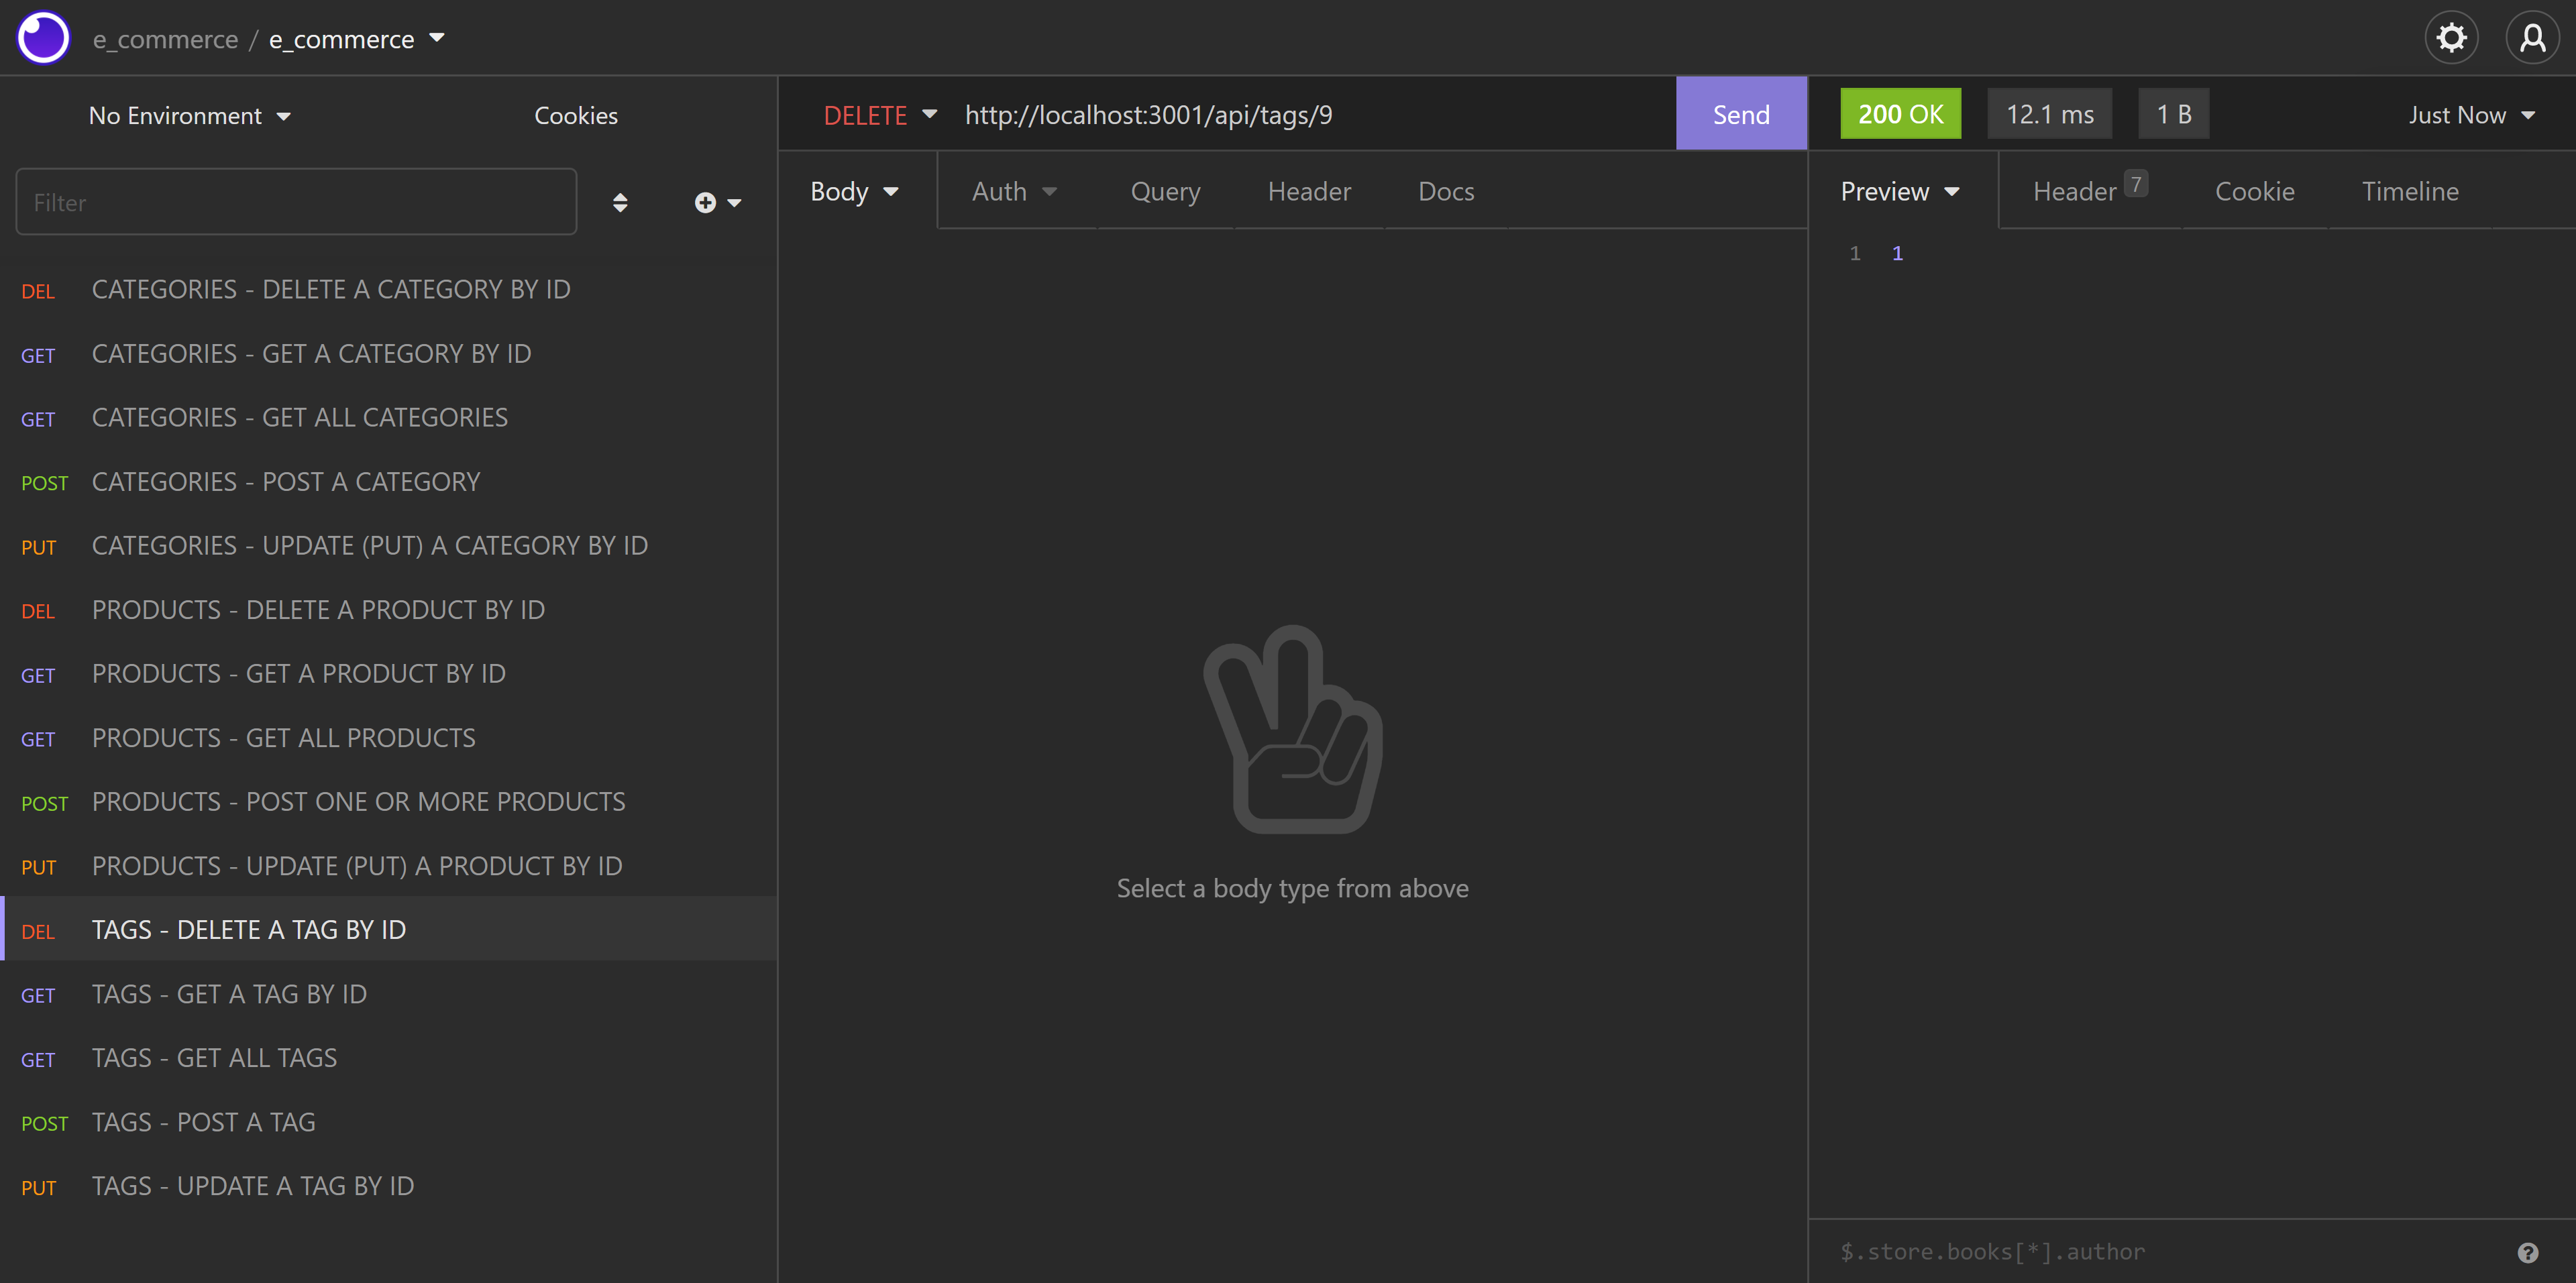 e_commerce / e_commerce
No Environment
Cookies
Filter
DEL CATEGORIES - DELETE A CATEGORY BY ID
GET CATEGORIES - GET A CATEGORY BY ID
GET CATEGORIES - GET ALL CATEGORIES
POST CATEGORIES - POST A CATEGORY
PUT CATEGORIES - UPDATE (PUT) A CATEGORY BY ID
DEL PRODUCTS - DELETE A PRODUCT BY ID
GET PRODUCTS - GET A PRODUCT BY ID
GET PRODUCTS - GET ALL PRODUCTS
POST PRODUCTS - POST ONE OR MORE PRODUCTS
PUT PRODUCTS - UPDATE (PUT) A PRODUCT BY ID
DEL TAGS - DELETE A TAG BY ID
GET TAGS - GET A TAG BY ID
GET TAGS - GET ALL TAGS
POST TAGS - POST A TAG
PUT TAGS - UPDATE A TAG BY ID
DELETE http://localhost:3001/api/tags/9 Send
Body Auth Query Header Docs
Select a body type from above
200 OK 12.1 ms 1 B Just Now
Preview Header 7 Cookie Timeline
1 1
$.store.books[*].author